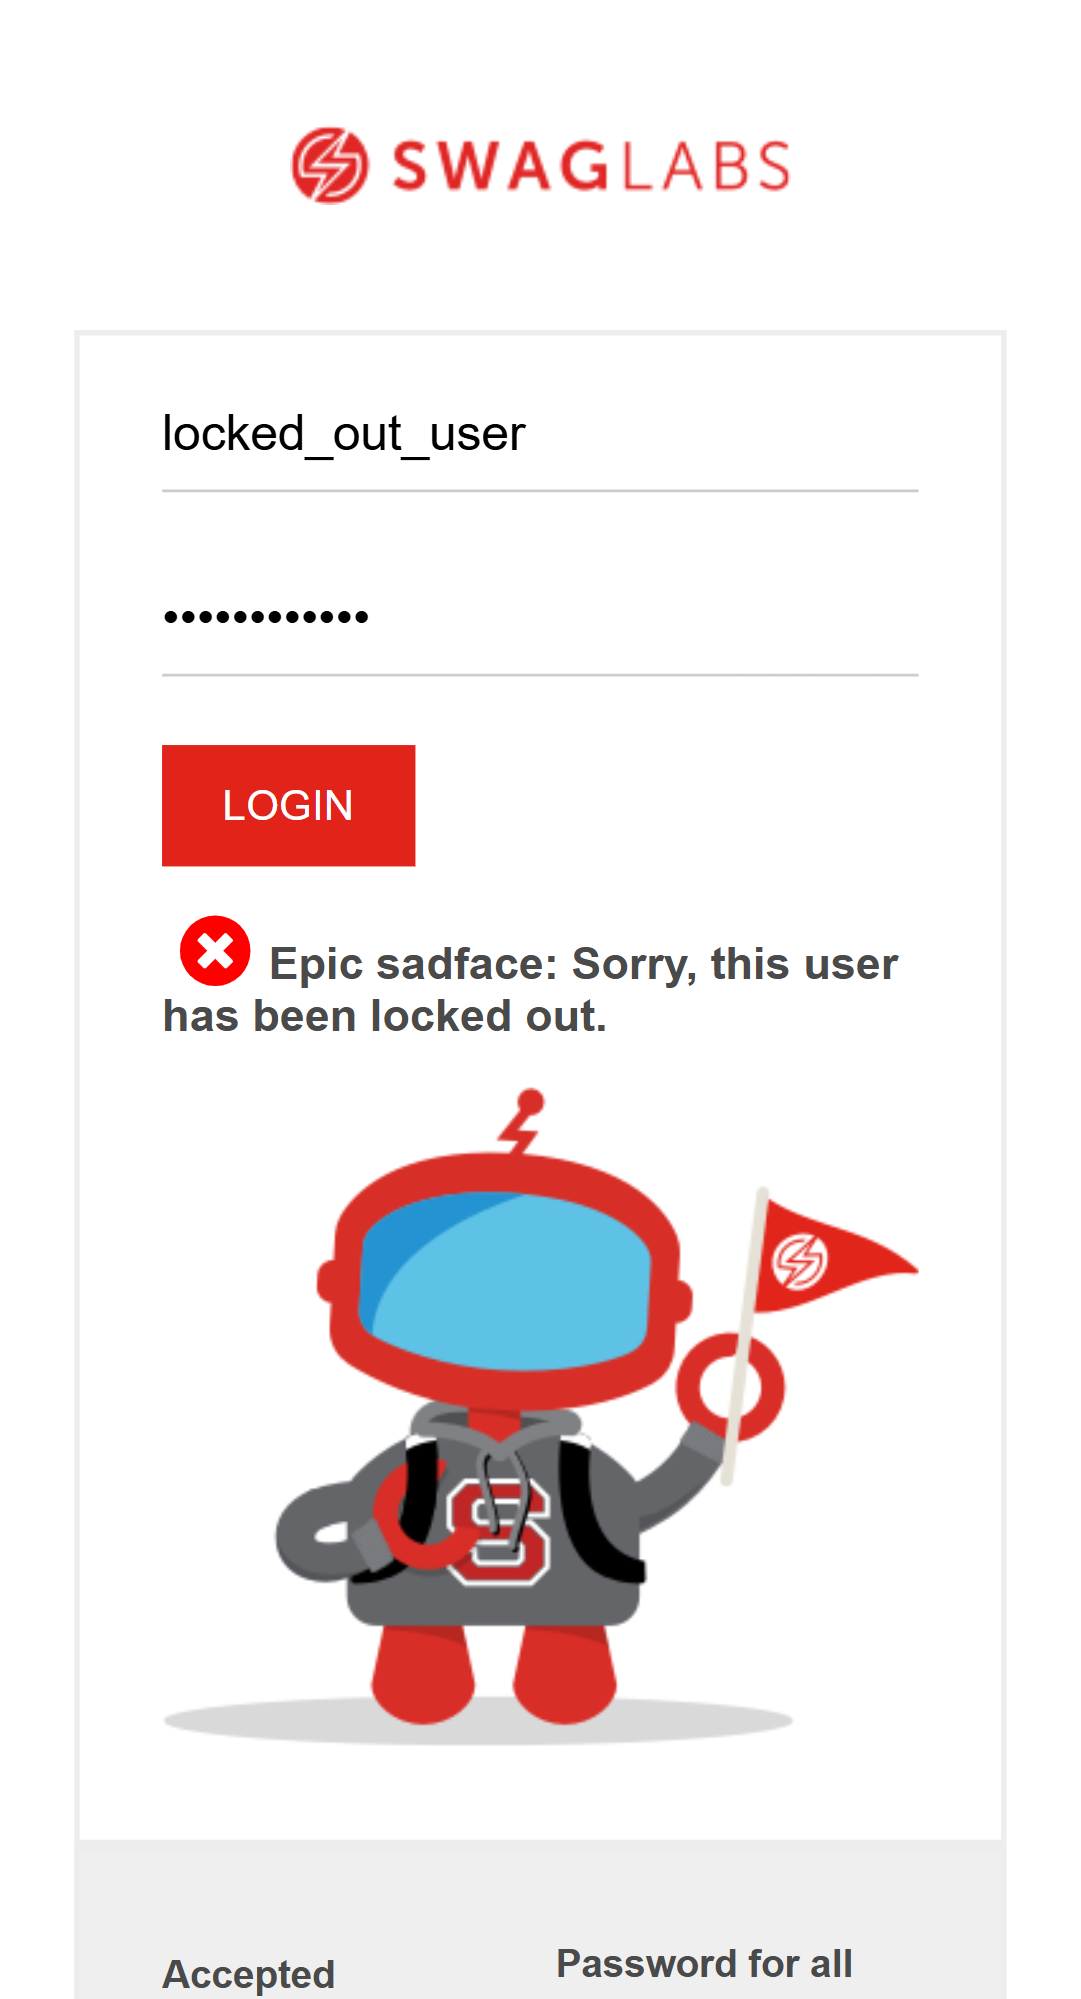 SWAGLABS
locked_out_user
••••••••••••
LOGIN
Epic sadface: Sorry, this user
has been locked out.
S
Accepted
Password for all